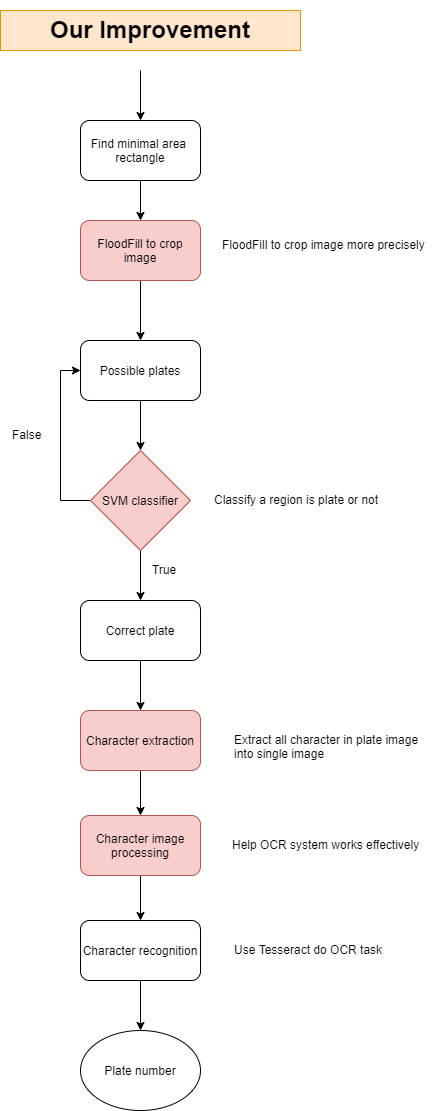 Our Improvement
Find minimal area
rectangle
FloodFill to crop
image
FloodFill to crop image more precisely
Possible plates
False
SVM classifier
Classify a region is plate or not
True
Correct plate
Character extraction
Extract all character in plate image
into single image
Character image
processing
Help OCR system works effectively
Character recognition
Use Tesseract do OCR task
Plate number